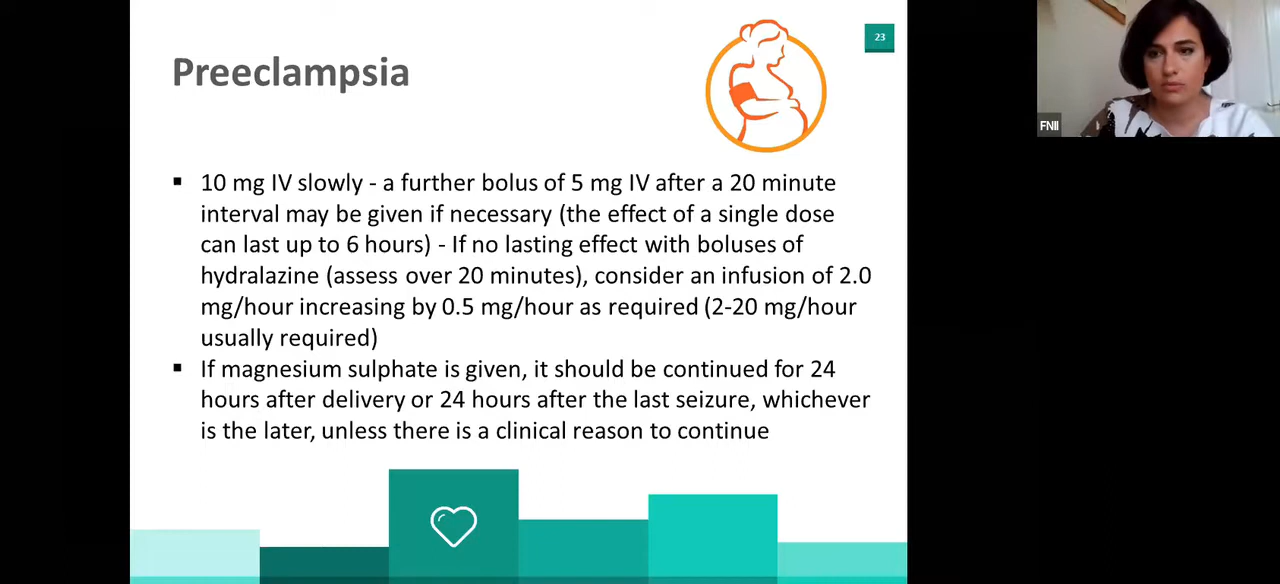 23
Preeclampsia
FNII
▪ 10 mg IV slowly - a further bolus of 5 mg IV after a 20 minute
interval may be given if necessary (the effect of a single dose
can last up to 6 hours) - If no lasting effect with boluses of
hydralazine (assess over 20 minutes), consider an infusion of 2.0
mg/hour increasing by 0.5 mg/hour as required (2-20 mg/hour
usually required)
▪ If magnesium sulphate is given, it should be continued for 24
hours after delivery or 24 hours after the last seizure, whichever
is the later, unless there is a clinical reason to continue